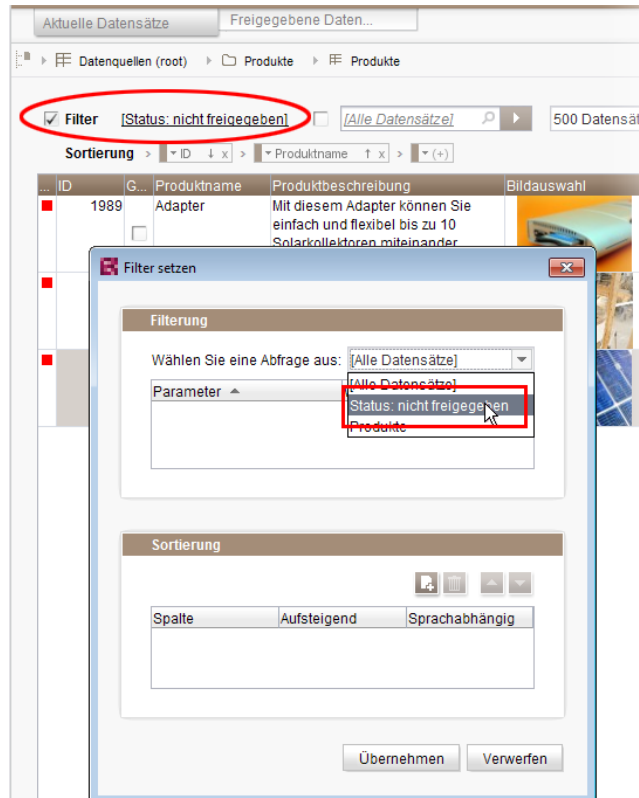 Aktuelle Datensätze
Freigegebene Daten...
Datenquellen (root) Produkte Produkte
Filter [Status: nicht freigegeben] [Alle Datensätze] 500 Datensät
Sortierung > ID ↓ x > Produktname ↑ x > (+)
... ID G... Produktname Produktbeschreibung Bildauswahl
1989 Adapter Mit diesem Adapter können Sie
einfach und flexibel bis zu 10
Solarkollektoren miteinander
Filter setzen
Filterung
Wählen Sie eine Abfrage aus: [Alle Datensätze]
[Alle Datensätze]
Parameter
Status: nicht freigegeben
Produkte
Sortierung
Spalte Aufsteigend Sprachabhängig
Übernehmen Verwerfen